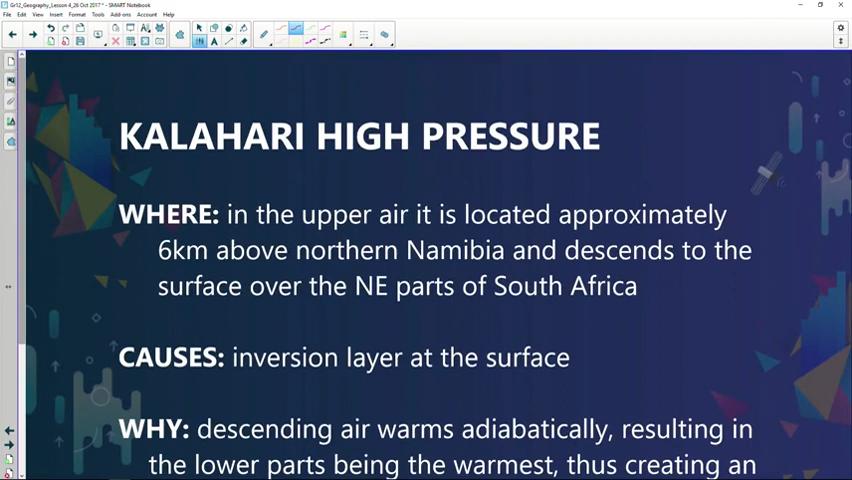 Gr12_Geography_Lesson 4_26 Oct 2017 * - SMART Notebook
File Edit View Insert Format Tools Add-ons Account Help
KALAHARI HIGH PRESSURE
WHERE: in the upper air it is located approximately
6km above northern Namibia and descends to the
surface over the NE parts of South Africa
CAUSES: inversion layer at the surface
WHY: descending air warms adiabatically, resulting in
the lower parts being the warmest, thus creating an